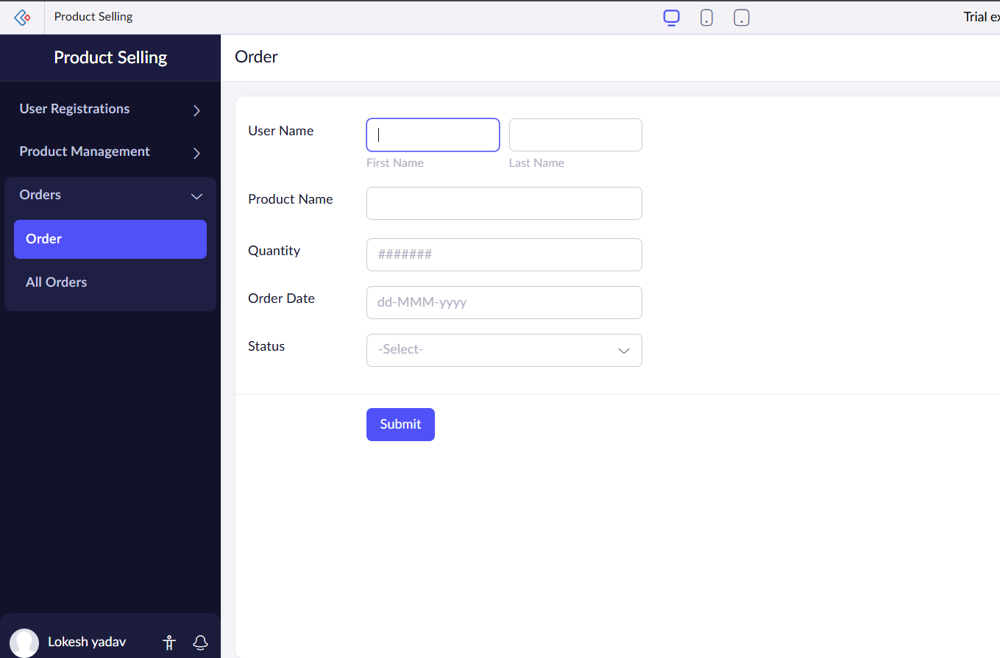 Product Selling
Trial ex
Product Selling
Order
User Registrations
Product Management
Orders
Order
All Orders
User Name
First Name
Last Name
Product Name
Quantity
#######
Order Date
dd-MMM-yyyy
Status
-Select-
Submit
Lokesh yadav